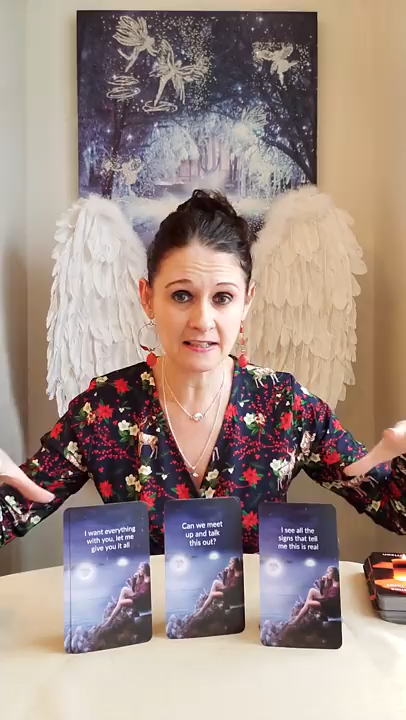 I want everything
with you, let me
give you it all
Can we meet
up and talk
this out?
I see all the
signs that tell
me this is real